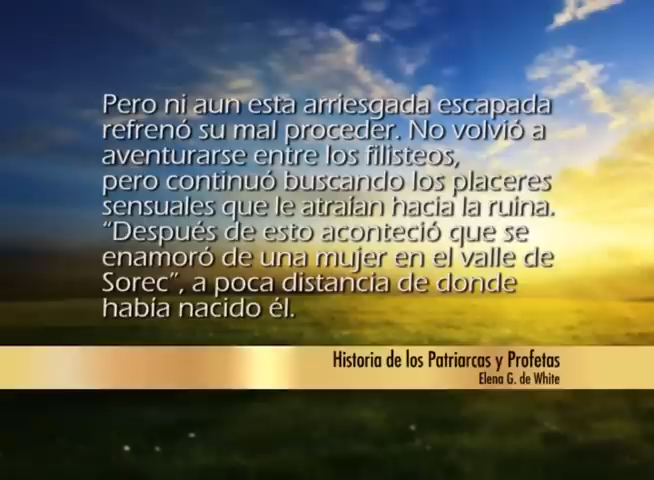 Pero ni aun esta arriesgada escapada
refrenó su mal proceder. No volvió a
aventurarse entre los filisteos,
pero continuó buscando los placeres
sensuales que le atraían hacia la ruina.
“Después de esto aconteció que se
enamoró de una mujer en el valle de
Sorec”, a poca distancia de donde
había nacido él.
Historia de los Patriarcas y Profetas
Elena G. de White